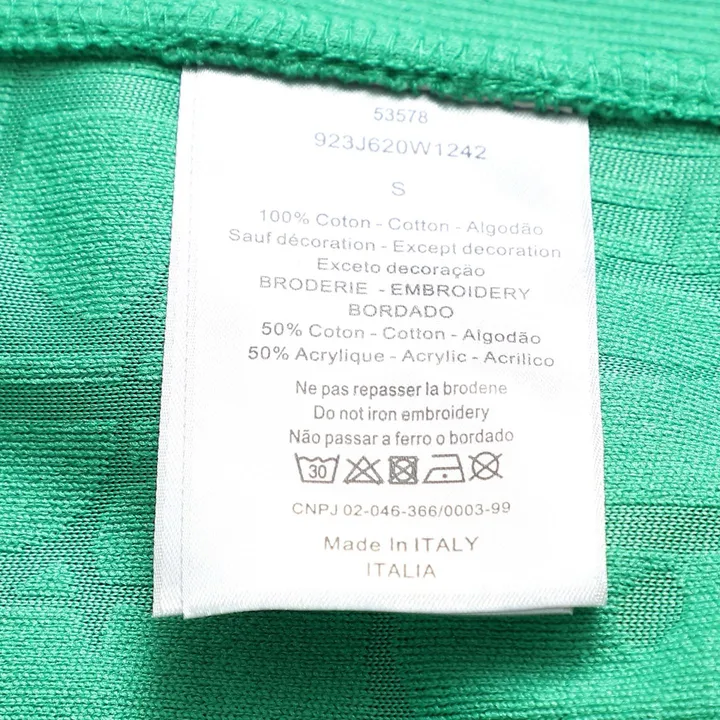 53578
923J620W1242
S
100% Coton - Cotton - Algodão
Sauf décoration - Except decoration
Exceto decoração
BRODERIE - EMBROIDERY
BORDADO
50% Coton - Cotton - Algodão
50% Acrylique - Acrylic - Acrilico
Ne pas repasser la brodene
Do not iron embroidery
Não passar a ferro o bordado
30
CNPJ 02-046-366/0003-99
Made In ITALY
ITALIA